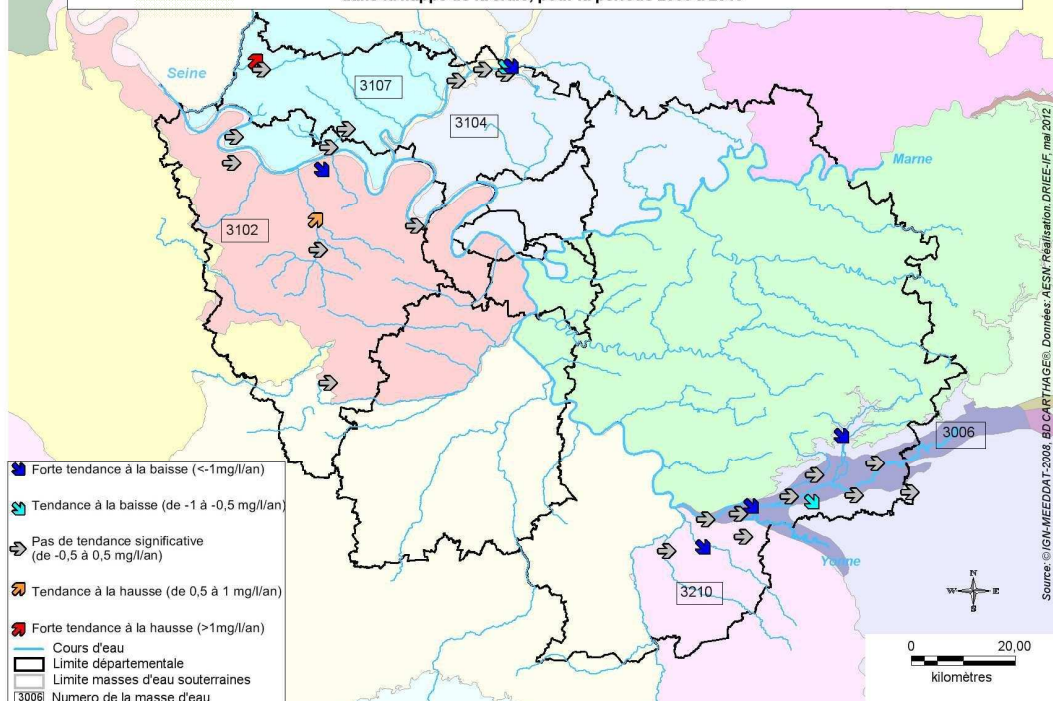 Seine
3107
3104
Marne
3102
3006
Yonne
3210
Forte tendance à la baisse (<-1mg/l/an)
Tendance à la baisse (de -1 à -0,5 mg/l/an)
Pas de tendance significative
(de -0,5 à 0,5 mg/l/an)
Tendance à la hausse (de 0,5 à 1 mg/l/an)
Forte tendance à la hausse (>1mg/l/an)
Cours d'eau
Limite départementale
Limite masses d'eau souterraines
3006 Numero de la masse d'eau
N
W E
S
0 20,00
kilomètres
Source: © IGN-MEEDDAT-2008, BD CARTHAGE®. Données: AESN. Réalisation. DRIEE-IF, mai 2012